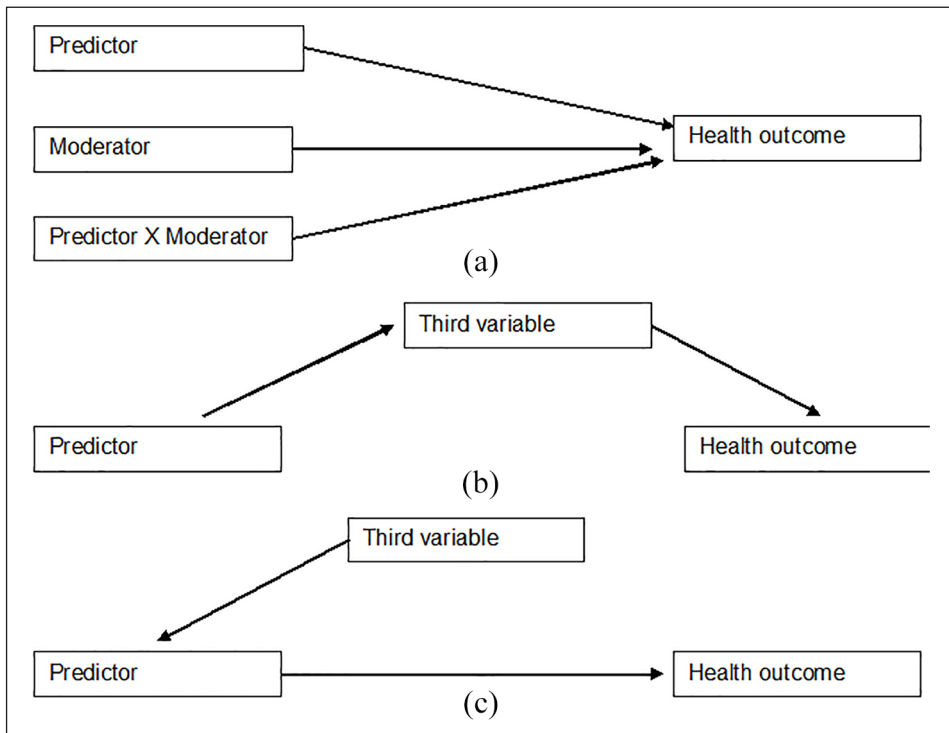 Predictor
Health outcome
Moderator
Predictor X Moderator
(a)
Third variable
Predictor
Health outcome
(b)
Third variable
Predictor
Health outcome
(c)